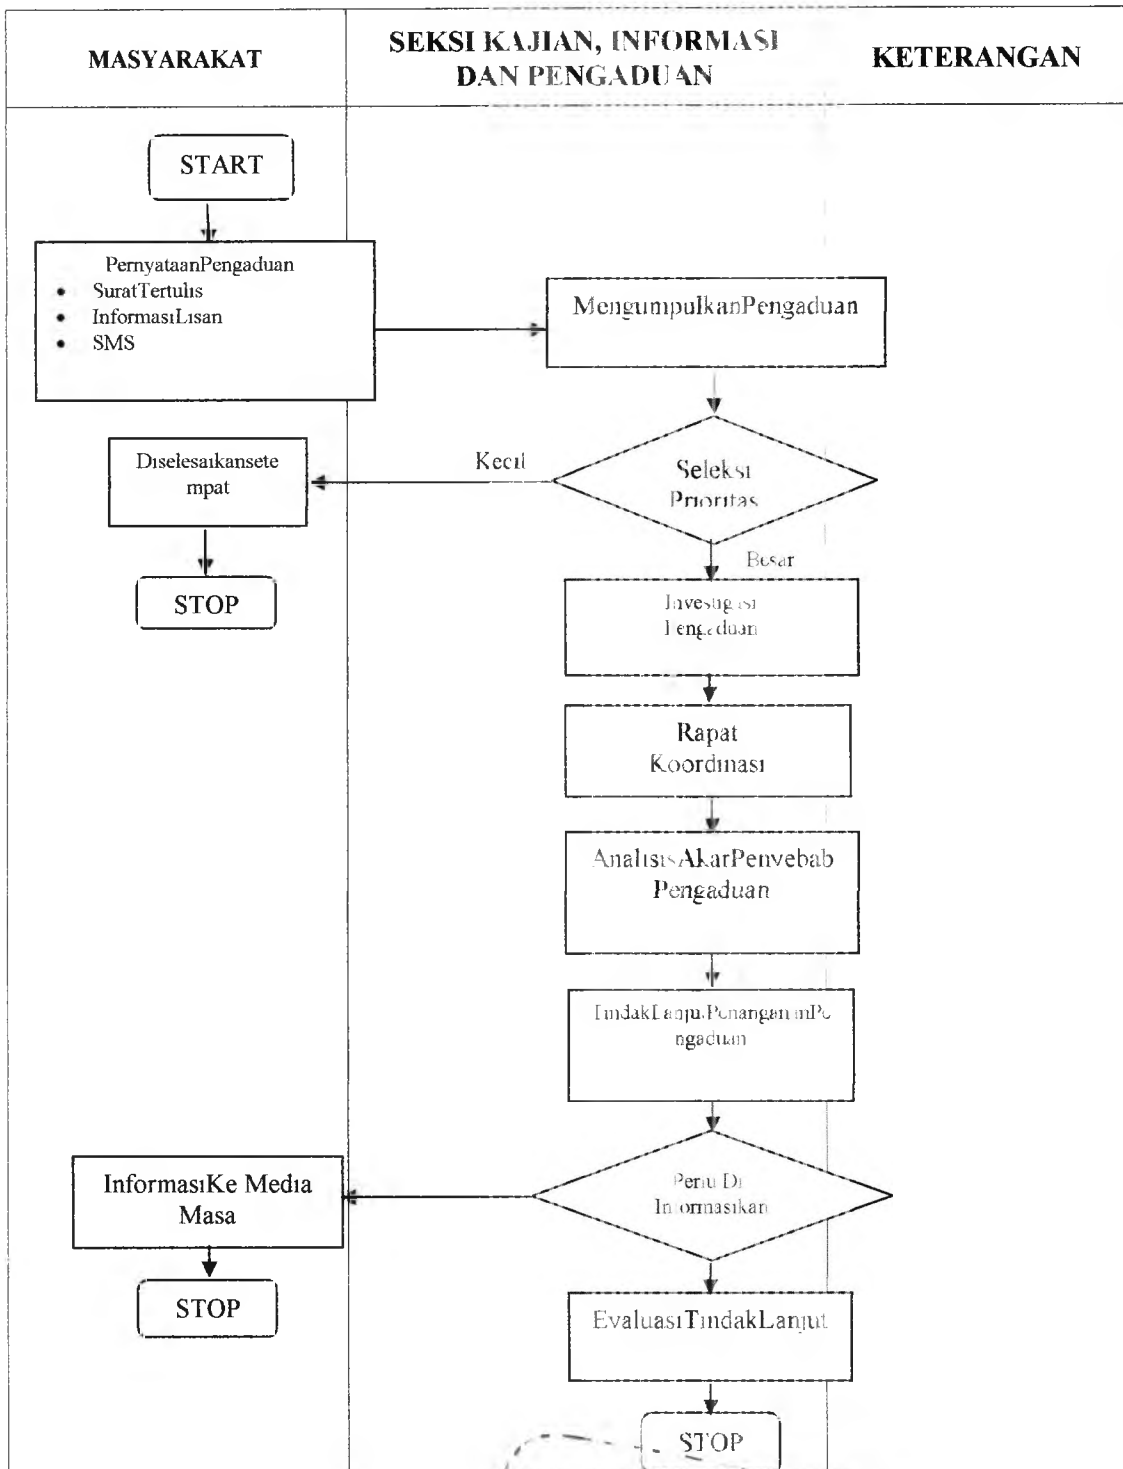 MASYARAKAT
SEKSI KAJIAN, INFORMASI
DAN PENGADUAN
KETERANGAN
START
PernyataanPengaduan
• SuratTertulis
• InformasiLisan
• SMS
MengumpulkanPengaduan
Diselesaikansete
mpat
Kecil
Seleksi
Prioritas
STOP
Besar
Investigasi
Pengaduan
Rapat
Koordinasi
AnalisisAkarPenyebab
Pengaduan
TindakLanjutPenangananPe
ngaduan
InformasiKe Media
Masa
Perlu Di
Informasikan
STOP
EvaluasiTindakLanjut
STOP